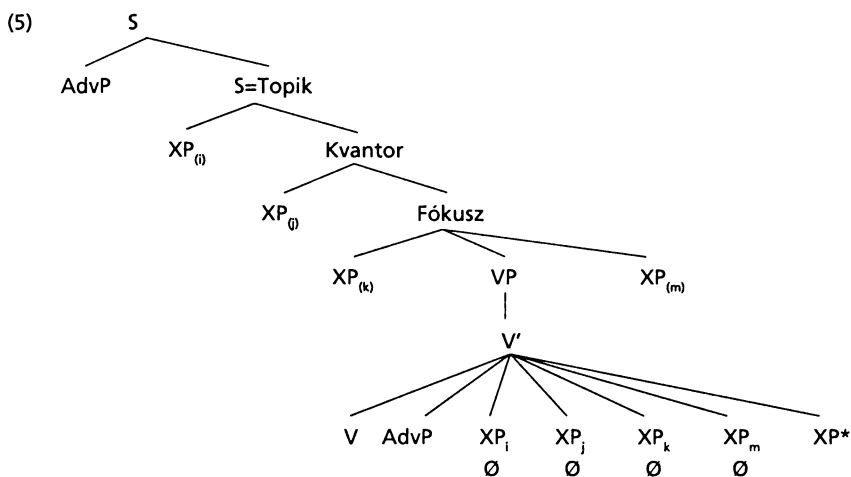 (5) S
AdvP S=Topik
XP(i) Kvantor
XP(j) Fókusz
XP(k) VP XP(m)
V'
V AdvP XPi XPj XPk XPm XP*
Ø Ø Ø Ø